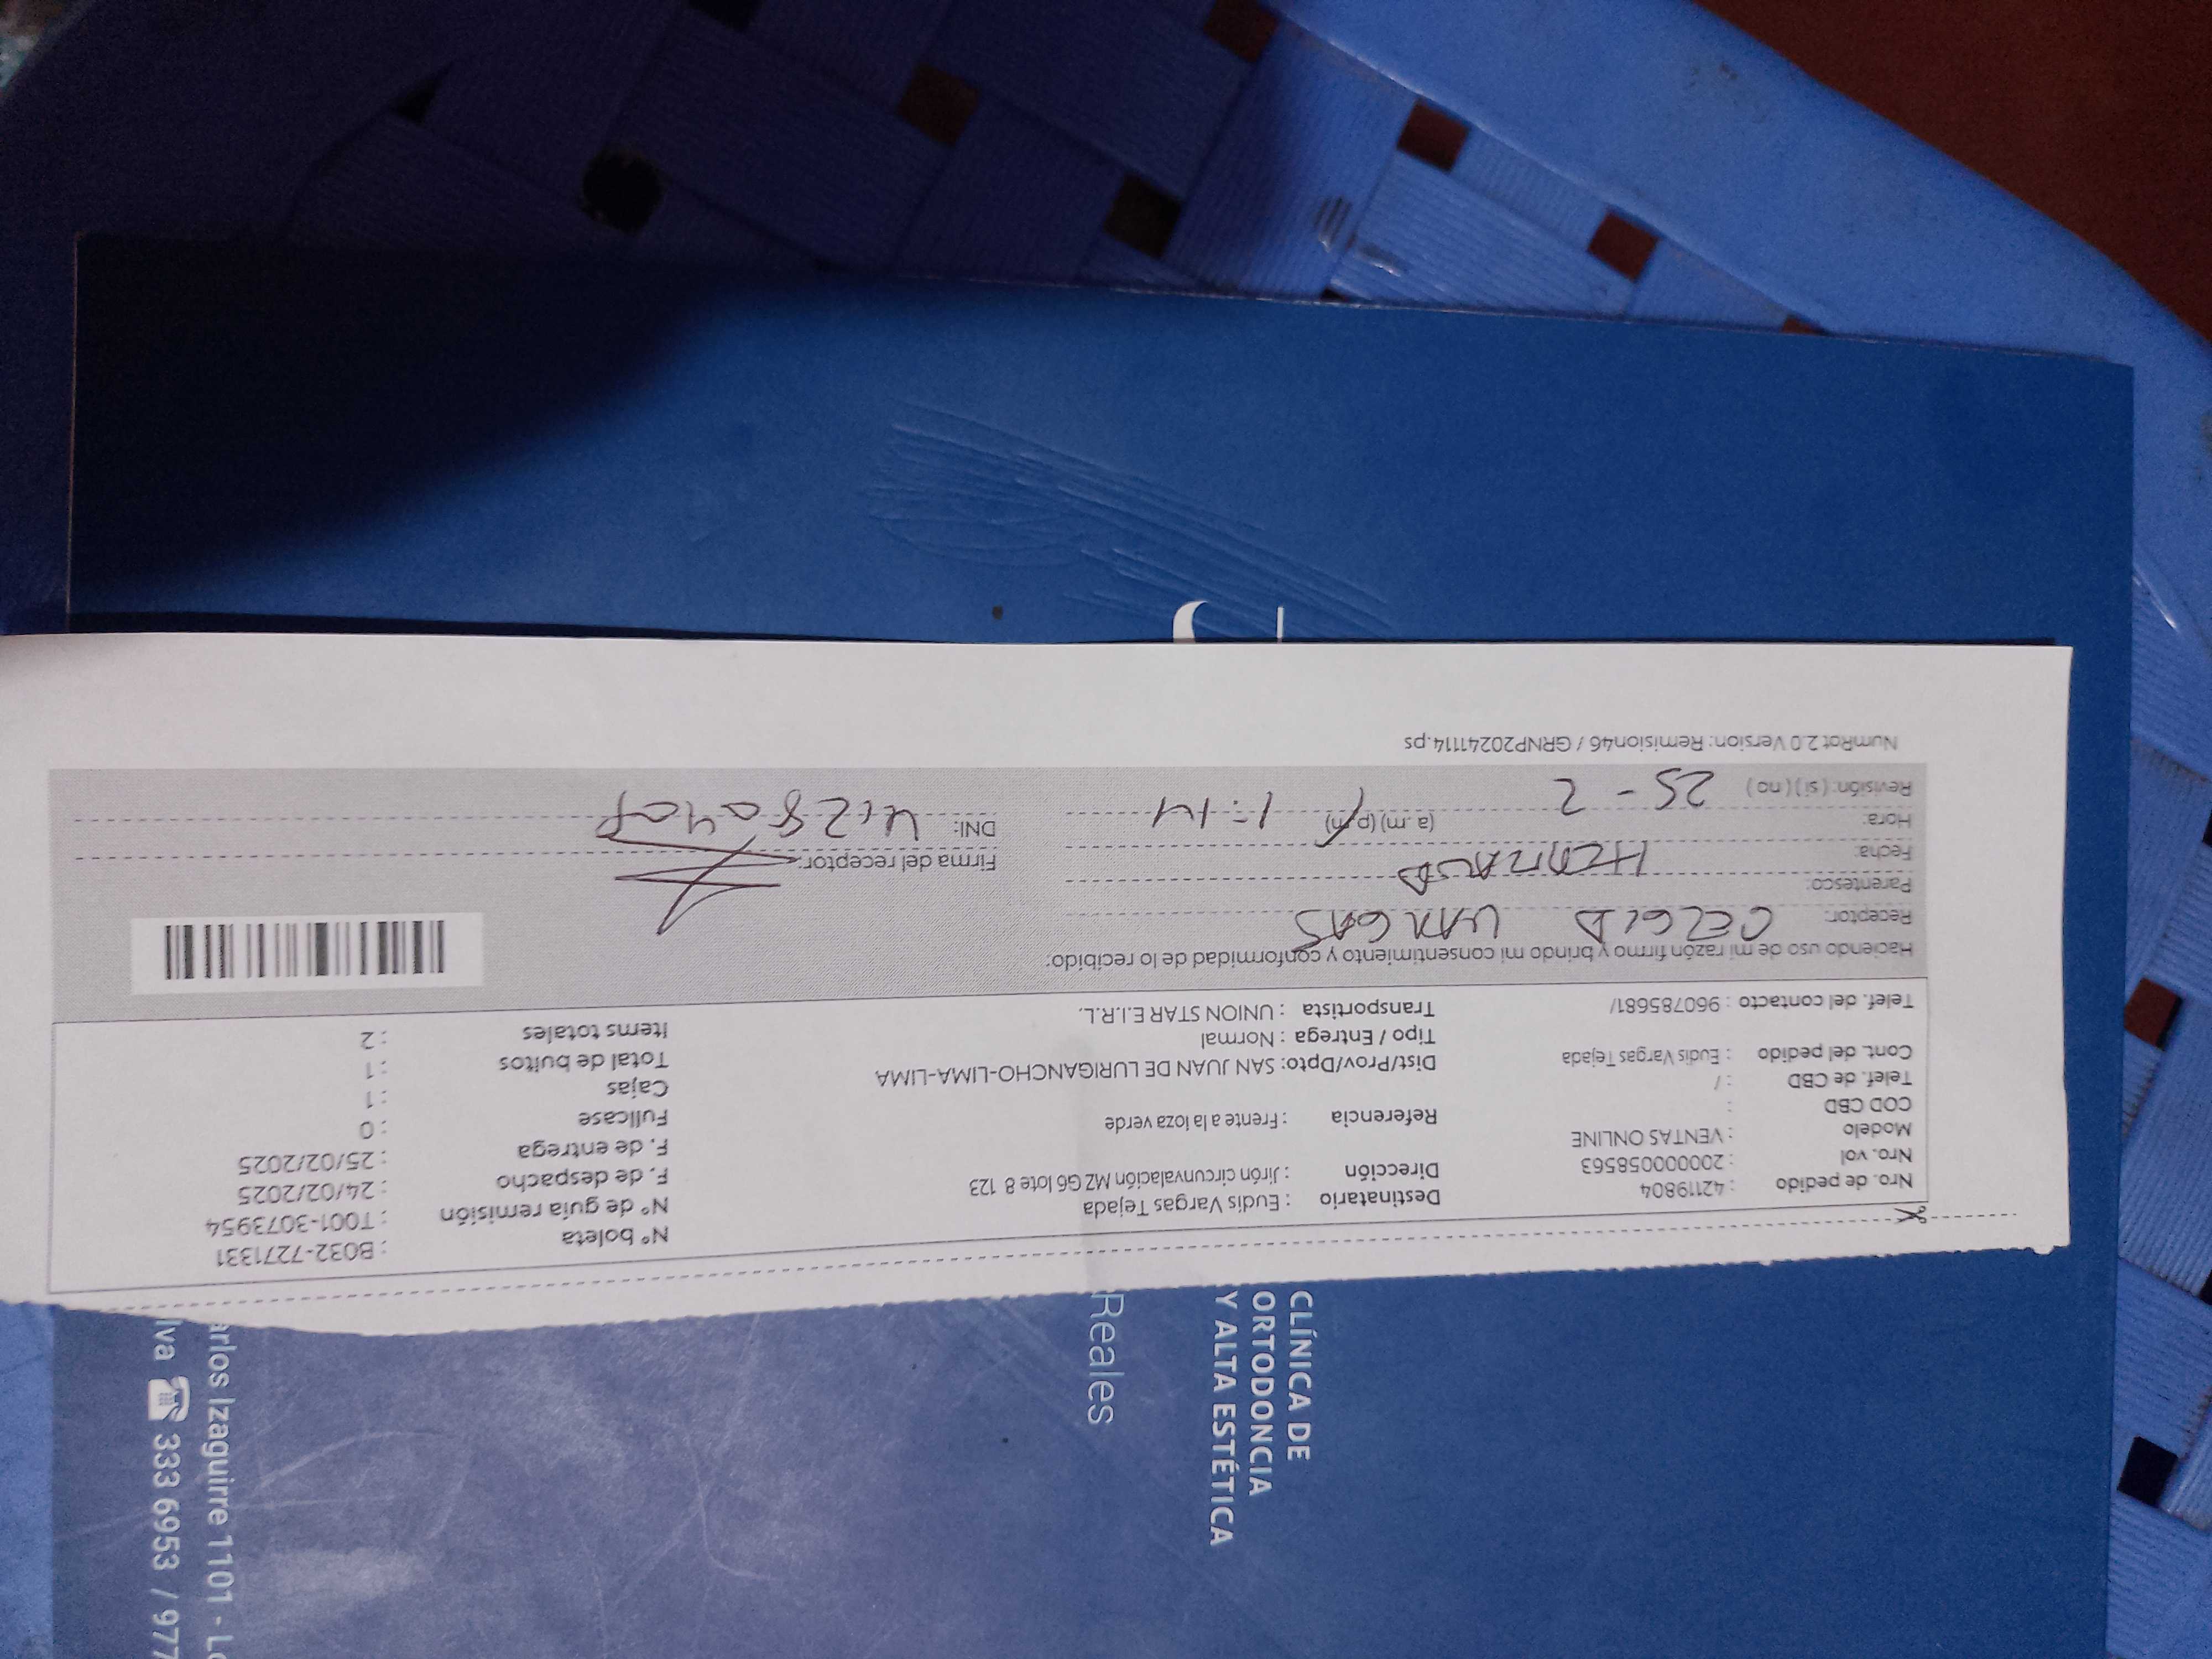 Nº boleta : B032-7271331
Nro. de pedido : 42119804 Destinatario : Eudis Vargas Tejada Nº de guía remisión : T001-3073954
Nro. vol : 20000058563 Dirección : Jirón circunvalación MZ G6 lote 8 123 F. de despacho : 24/02/2025
Modelo : VENTAS ONLINE F. de entrega : 25/02/2025
COD CBD : Referencia : Frente a la loza verde Fullcase : 0
Telef. de CBD : / Cajas : 1
Cont. del pedido : Eudis Vargas Tejada Dist/Prov/Dpto: SAN JUAN DE LURIGANCHO-LIMA-LIMA Total de bultos : 1
Tipo / Entrega : Normal Items totales : 2
Telef. del contacto : 960785681/ Transportista : UNION STAR E.I.R.L.
Haciendo uso de mi razón firmo y brindo mi consentimiento y conformidad de lo recibido:
Receptor: VARGAS
Parentesco: HERMANO
Fecha: Firma del receptor:
Hora: (a. m) (p. m) 1:14 DNI:
Revisión: ( si ) ( no ) 25-2
NumRot 2.0 Version: Remision46 / GRNP20241114.ps
CLÍNICA DE
ORTODONCIA
Y ALTA ESTÉTICA
Reales
arlos Izaguirre 1101 - L
lva ☎ 333 6953 / 977